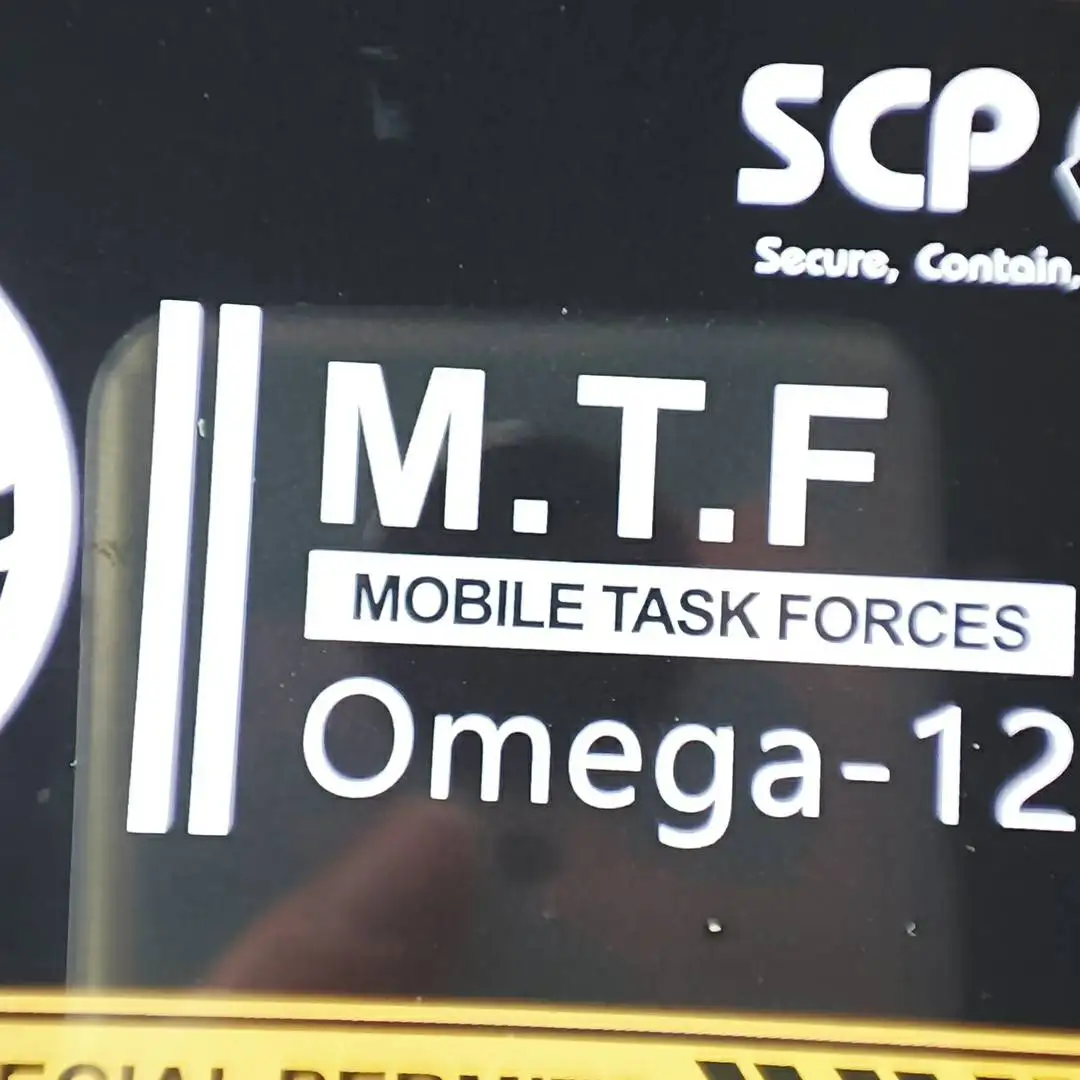 SCP
Secure, Contain,
M.T.F
MOBILE TASK FORCES
Omega-12